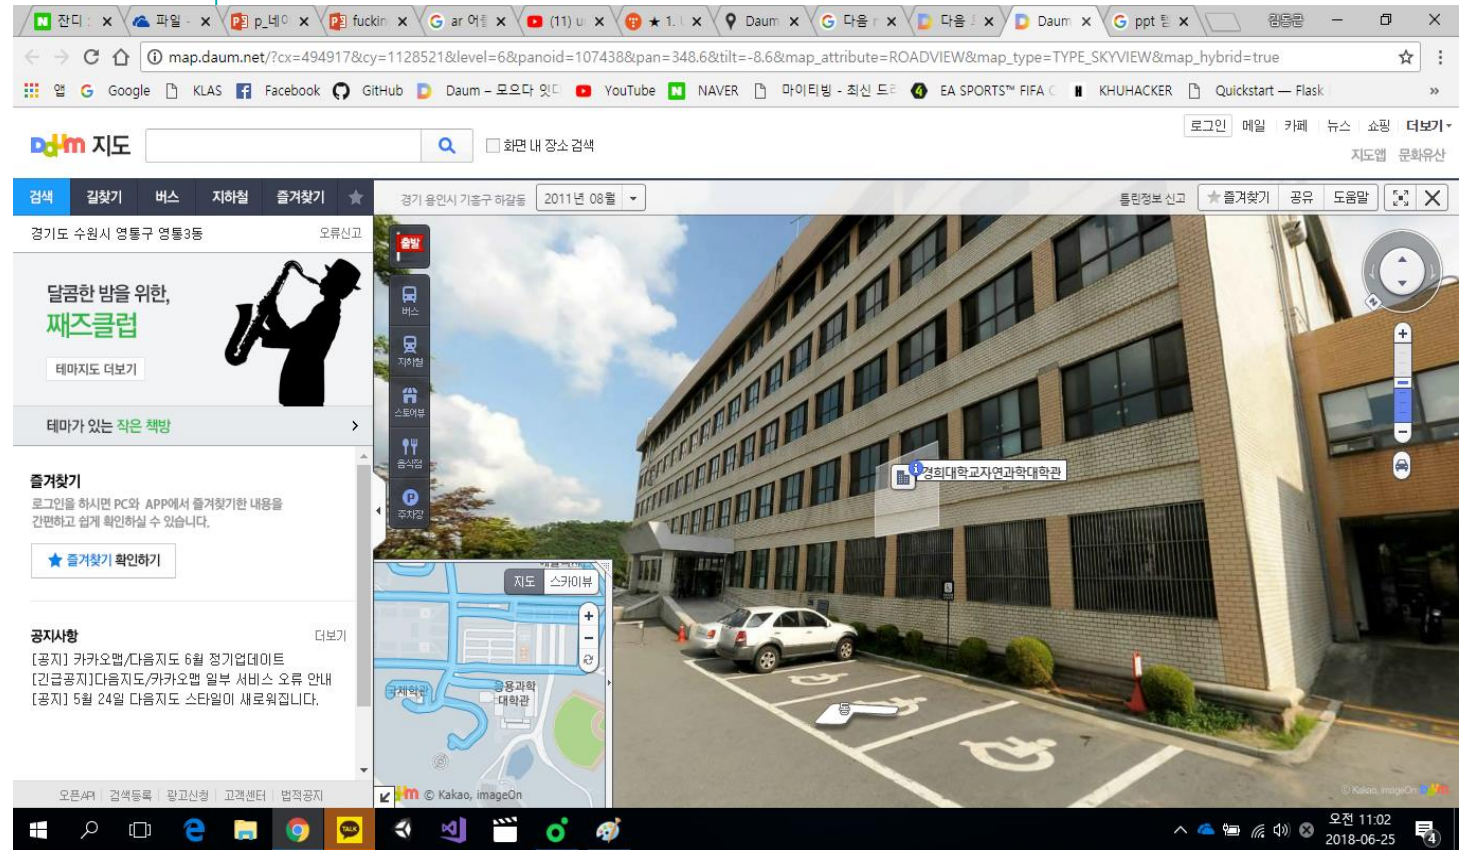 잔디 :
파일 -
p_네이
fuckin
G ar 어플
(11) u
★ 1.
Daum
다음
다음
Daum
ppt 템
map.daum.net/?cx=494917&cy=1128521&level=6&panoid=107438&pan=348.6&tilt=-8.6&map_attribute=ROADVIEW&map_type=TYPE_SKYVIEW&map_hybrid=true
앱 Google KLAS Facebook GitHub Daum – 모으다 잇다 YouTube NAVER 마이티빙 - 최신 드라 EA SPORTS™ FIFA KHUHACKER Quickstart — Flask »
로그인 메일 카페 뉴스 쇼핑 더보기
Daum 지도 화면 내 장소 검색
지도앱 문화유산
검색 길찾기 버스 지하철 즐겨찾기
경기 용인시 기흥구 하갈동 2011년 08월
틀린정보 신고 즐겨찾기 공유 도움말
경기도 수원시 영통구 영통3동 오류신고
출발
달콤한 밤을 위한,
째즈클럽
테마지도 더보기
테마가 있는 작은 책방
버스
지하철
스토어뷰
음식점
주차장
경희대학교자연과학대학관
즐겨찾기
로그인을 하시면 PC와 APP에서 즐겨찾기한 내용을
간편하고 쉽게 확인하실 수 있습니다.
즐겨찾기 확인하기
지도 스카이뷰
공지사항 더보기
[공지] 카카오맵/다음지도 6월 정기업데이트
[긴급공지]다음지도/카카오맵 일부 서비스 오류 안내
[공지] 5월 24일 다음지도 스타일이 새로워집니다.
국제학관
응용과학
대학관
동
오픈API 검색등록 광고신청 고객센터 법적공지
Daum © Kakao, imageOn
© Kakao, imageOn Daum
TALK
오전 11:02
2018-06-25
4